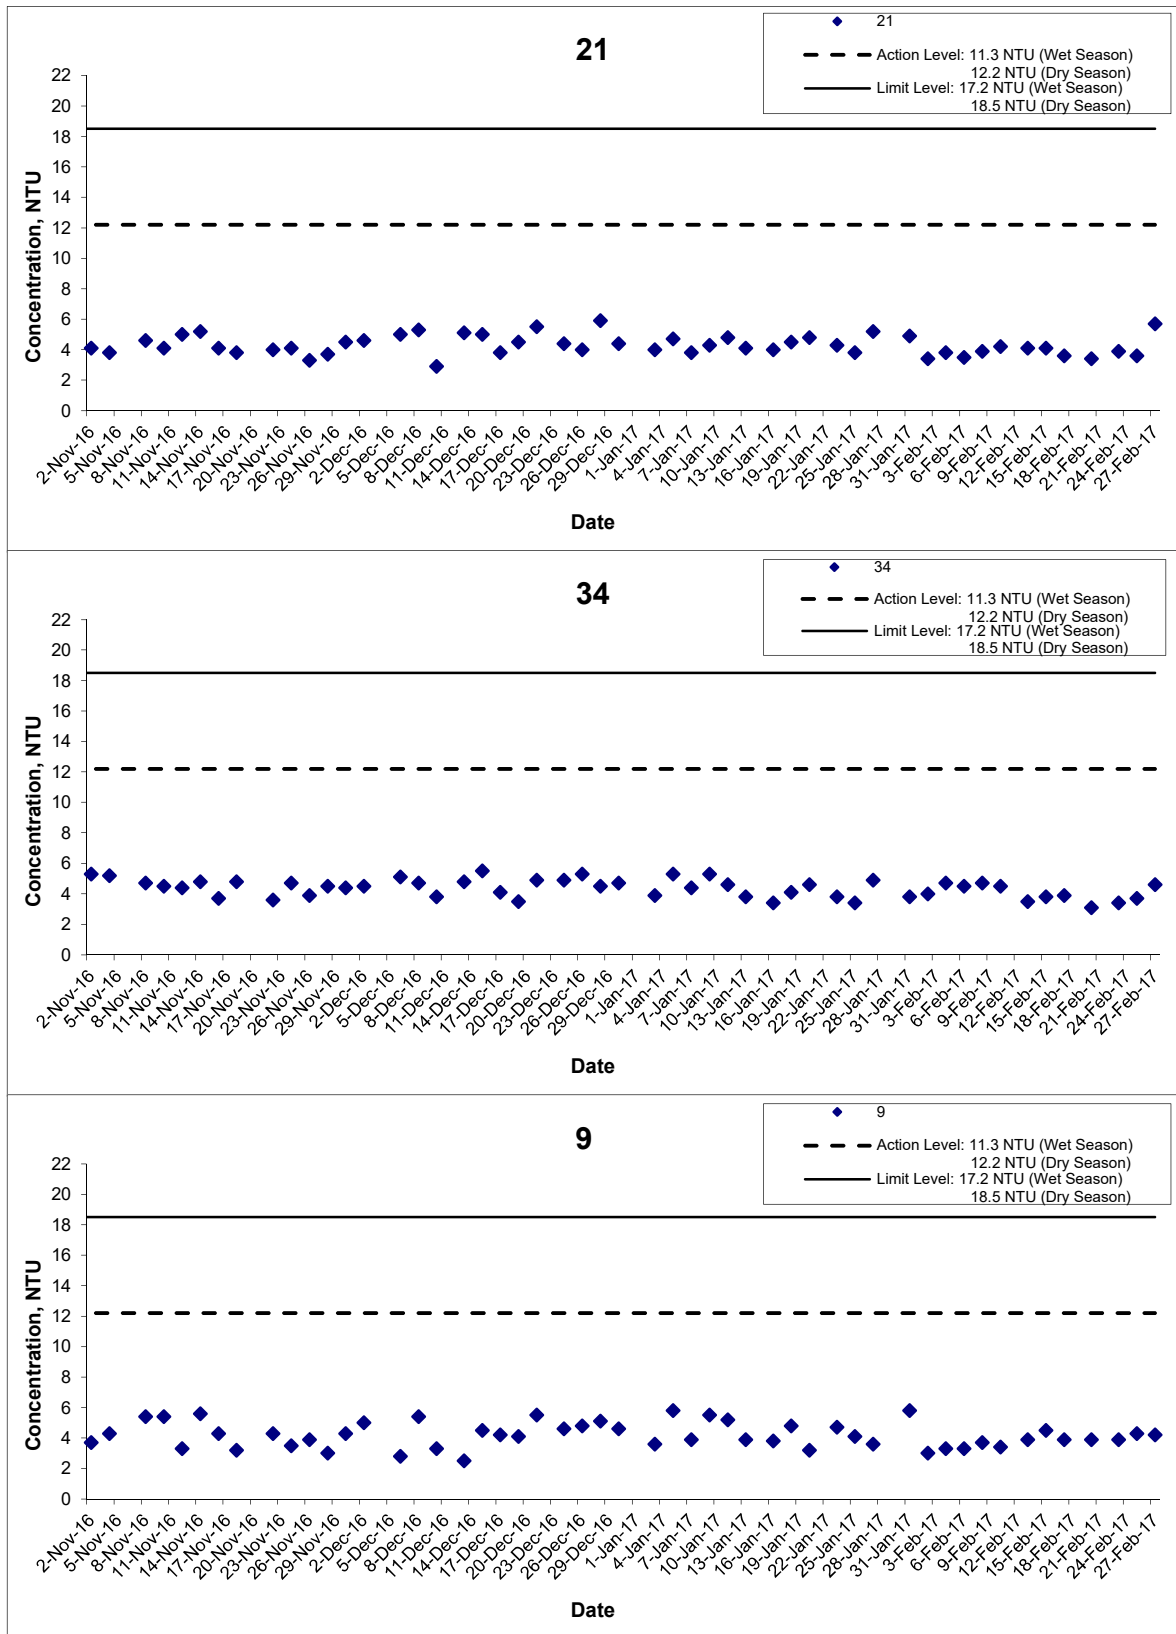 21
21
Action Level: 11.3 NTU (Wet Season)
12.2 NTU (Dry Season)
Limit Level: 17.2 NTU (Wet Season)
18.5 NTU (Dry Season)
Concentration, NTU
22
20
18
16
14
12
10
8
6
4
2
0
2-Nov-16
5-Nov-16
8-Nov-16
11-Nov-16
14-Nov-16
17-Nov-16
20-Nov-16
23-Nov-16
26-Nov-16
29-Nov-16
2-Dec-16
5-Dec-16
8-Dec-16
11-Dec-16
14-Dec-16
17-Dec-16
20-Dec-16
23-Dec-16
26-Dec-16
29-Dec-16
1-Jan-17
4-Jan-17
7-Jan-17
10-Jan-17
13-Jan-17
16-Jan-17
19-Jan-17
22-Jan-17
25-Jan-17
28-Jan-17
31-Jan-17
3-Feb-17
6-Feb-17
9-Feb-17
12-Feb-17
15-Feb-17
18-Feb-17
21-Feb-17
24-Feb-17
27-Feb-17
Date
34
34
Action Level: 11.3 NTU (Wet Season)
12.2 NTU (Dry Season)
Limit Level: 17.2 NTU (Wet Season)
18.5 NTU (Dry Season)
Concentration, NTU
22
20
18
16
14
12
10
8
6
4
2
0
2-Nov-16
5-Nov-16
8-Nov-16
11-Nov-16
14-Nov-16
17-Nov-16
20-Nov-16
23-Nov-16
26-Nov-16
29-Nov-16
2-Dec-16
5-Dec-16
8-Dec-16
11-Dec-16
14-Dec-16
17-Dec-16
20-Dec-16
23-Dec-16
26-Dec-16
29-Dec-16
1-Jan-17
4-Jan-17
7-Jan-17
10-Jan-17
13-Jan-17
16-Jan-17
19-Jan-17
22-Jan-17
25-Jan-17
28-Jan-17
31-Jan-17
3-Feb-17
6-Feb-17
9-Feb-17
12-Feb-17
15-Feb-17
18-Feb-17
21-Feb-17
24-Feb-17
27-Feb-17
Date
9
9
Action Level: 11.3 NTU (Wet Season)
12.2 NTU (Dry Season)
Limit Level: 17.2 NTU (Wet Season)
18.5 NTU (Dry Season)
Concentration, NTU
22
20
18
16
14
12
10
8
6
4
2
0
2-Nov-16
5-Nov-16
8-Nov-16
11-Nov-16
14-Nov-16
17-Nov-16
20-Nov-16
23-Nov-16
26-Nov-16
29-Nov-16
2-Dec-16
5-Dec-16
8-Dec-16
11-Dec-16
14-Dec-16
17-Dec-16
20-Dec-16
23-Dec-16
26-Dec-16
29-Dec-16
1-Jan-17
4-Jan-17
7-Jan-17
10-Jan-17
13-Jan-17
16-Jan-17
19-Jan-17
22-Jan-17
25-Jan-17
28-Jan-17
31-Jan-17
3-Feb-17
6-Feb-17
9-Feb-17
12-Feb-17
15-Feb-17
18-Feb-17
21-Feb-17
24-Feb-17
27-Feb-17
Date